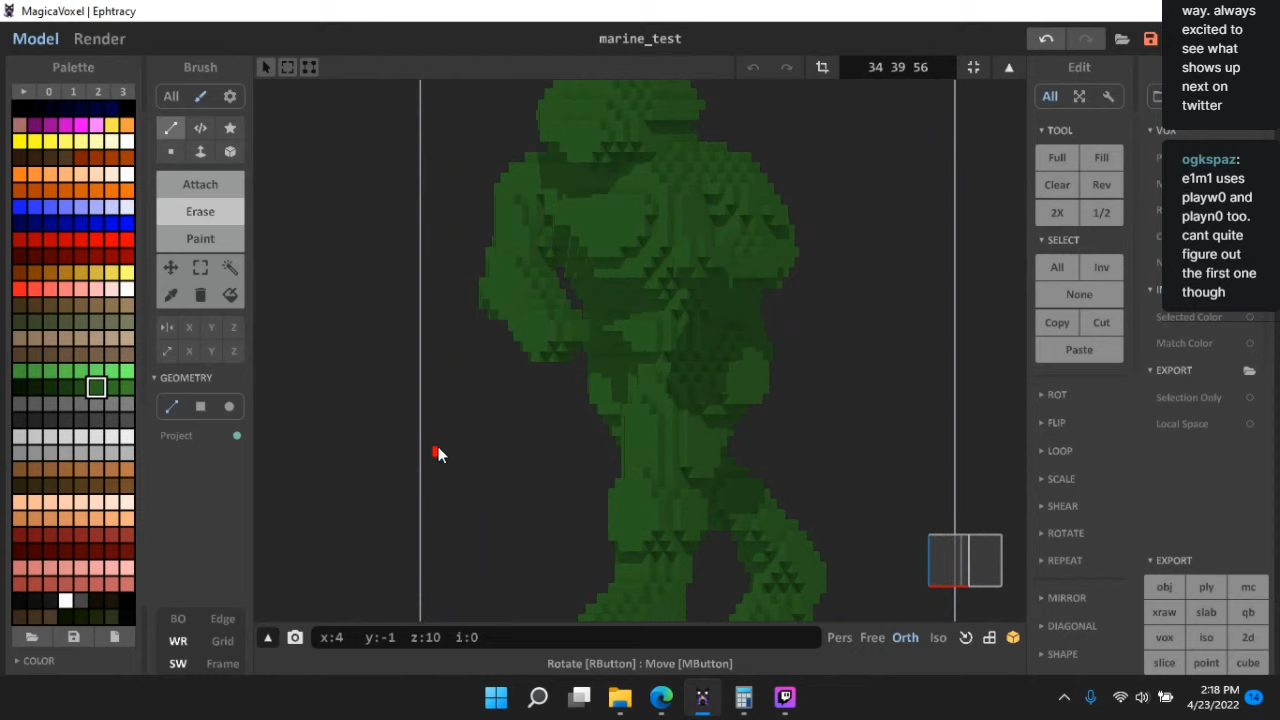 MagicaVoxel | Ephtracy
Model Render
marine_test
way. always
excited to
see what
shows up
next on
twitter
ogkspaz:
e1m1 uses
playw0 and
playn0 too.
cant quite
figure out
the first one
though
Palette
0 1 2 3
COLOR
Brush
All
Attach
Erase
Paint
X Y Z
X Y Z
GEOMETRY
Project
BO Edge
WR Grid
SW Frame
34 39 56
x:4 y:-1 z:10 i:0
Pers Free Orth Iso
Rotate [RButton] : Move [MButton]
Edit
All
TOOL
Full Fill
Clear Rev
2X 1/2
SELECT
All Inv
None
Copy Cut
Paste
ROT
FLIP
LOOP
SCALE
SHEAR
ROTATE
REPEAT
MIRROR
DIAGONAL
SHAPE
Selected Color
Match Color
EXPORT
Selection Only
Local Space
EXPORT
obj ply mc
xraw slab qb
vox iso 2d
slice point cube
2:18 PM
4/23/2022
14